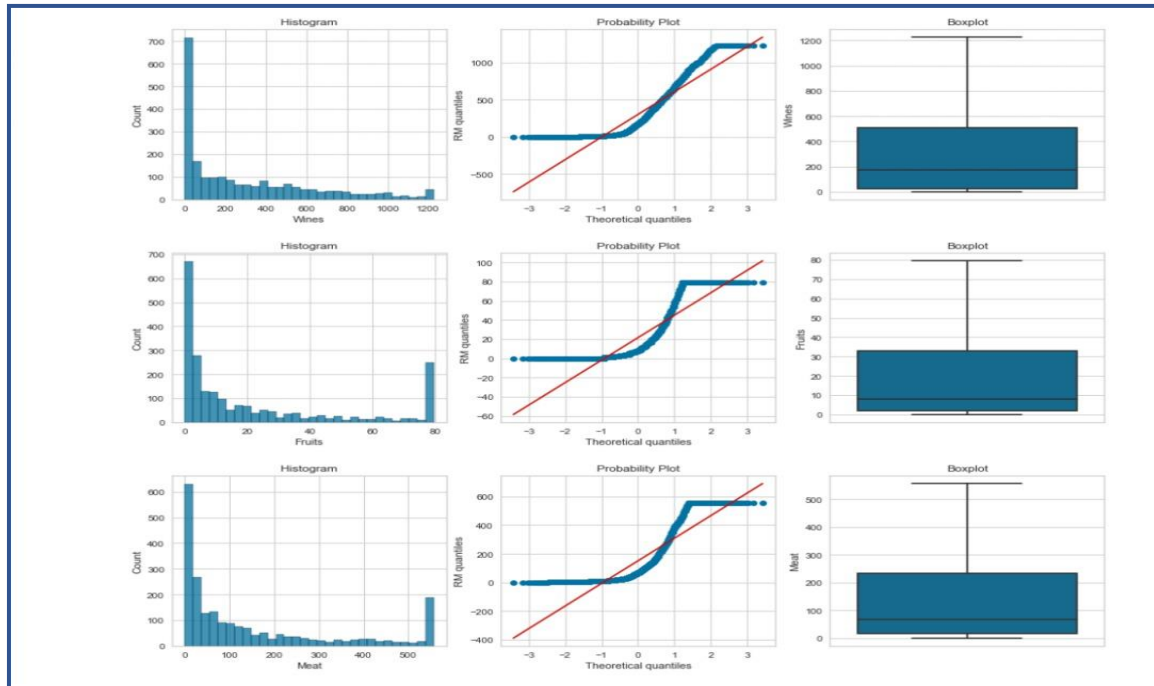 Histogram
Probability Plot
Boxplot
700
600
500
400
300
200
100
0
Count
0 200 400 600 800 1000 1200
Wines
1000
500
0
−500
RM quantiles
−3 −2 −1 0 1 2 3
Theoretical quantiles
1200
1000
800
600
400
200
0
Wines
Histogram
Probability Plot
Boxplot
700
600
500
400
300
200
100
0
Count
0 20 40 60 80
Fruits
100
80
60
40
20
0
−20
−40
−60
RM quantiles
−3 −2 −1 0 1 2 3
Theoretical quantiles
80
70
60
50
40
30
20
10
0
Fruits
Histogram
Probability Plot
Boxplot
600
500
400
300
200
100
0
Count
0 100 200 300 400 500
Meat
600
400
200
0
−200
−400
RM quantiles
−3 −2 −1 0 1 2 3
Theoretical quantiles
500
400
300
200
100
0
Meat